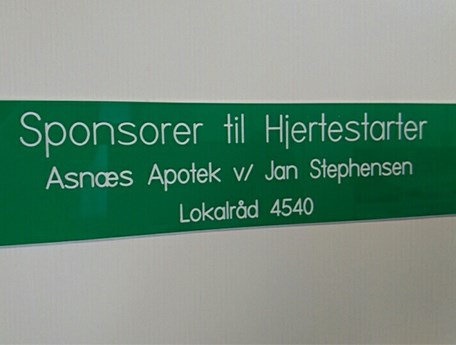 Sponsorer til Hjertestarter
Asnæs Apotek v/ Jan Stephensen
Lokalråd 4540